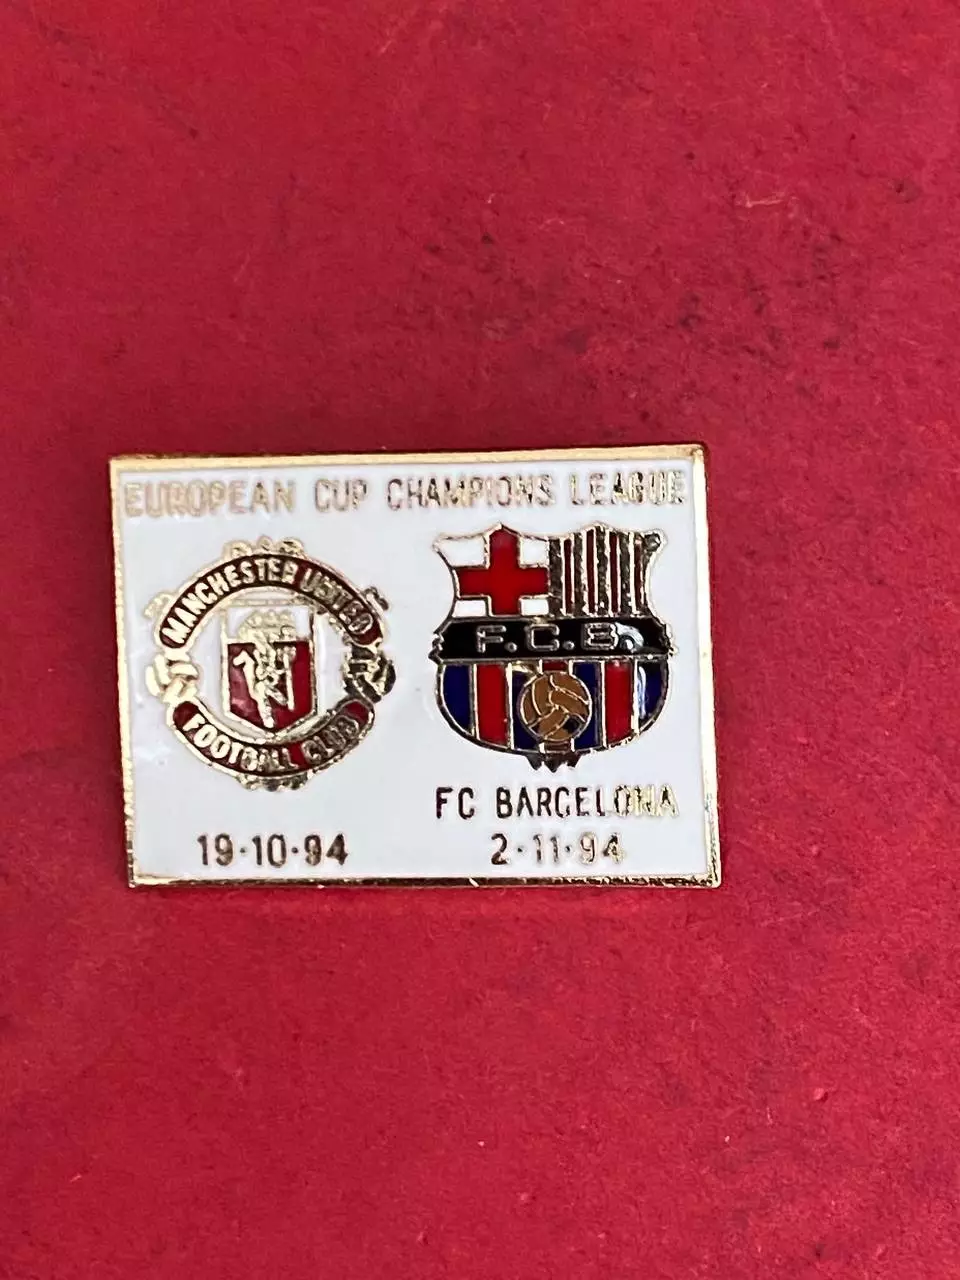 EUROPEAN CUP CHAMPIONS LEAGUE
MANCHESTER UNITED
FOOTBALL CLUB
19·10·94
F.C.B.
FC BARCELONA
2·11·94